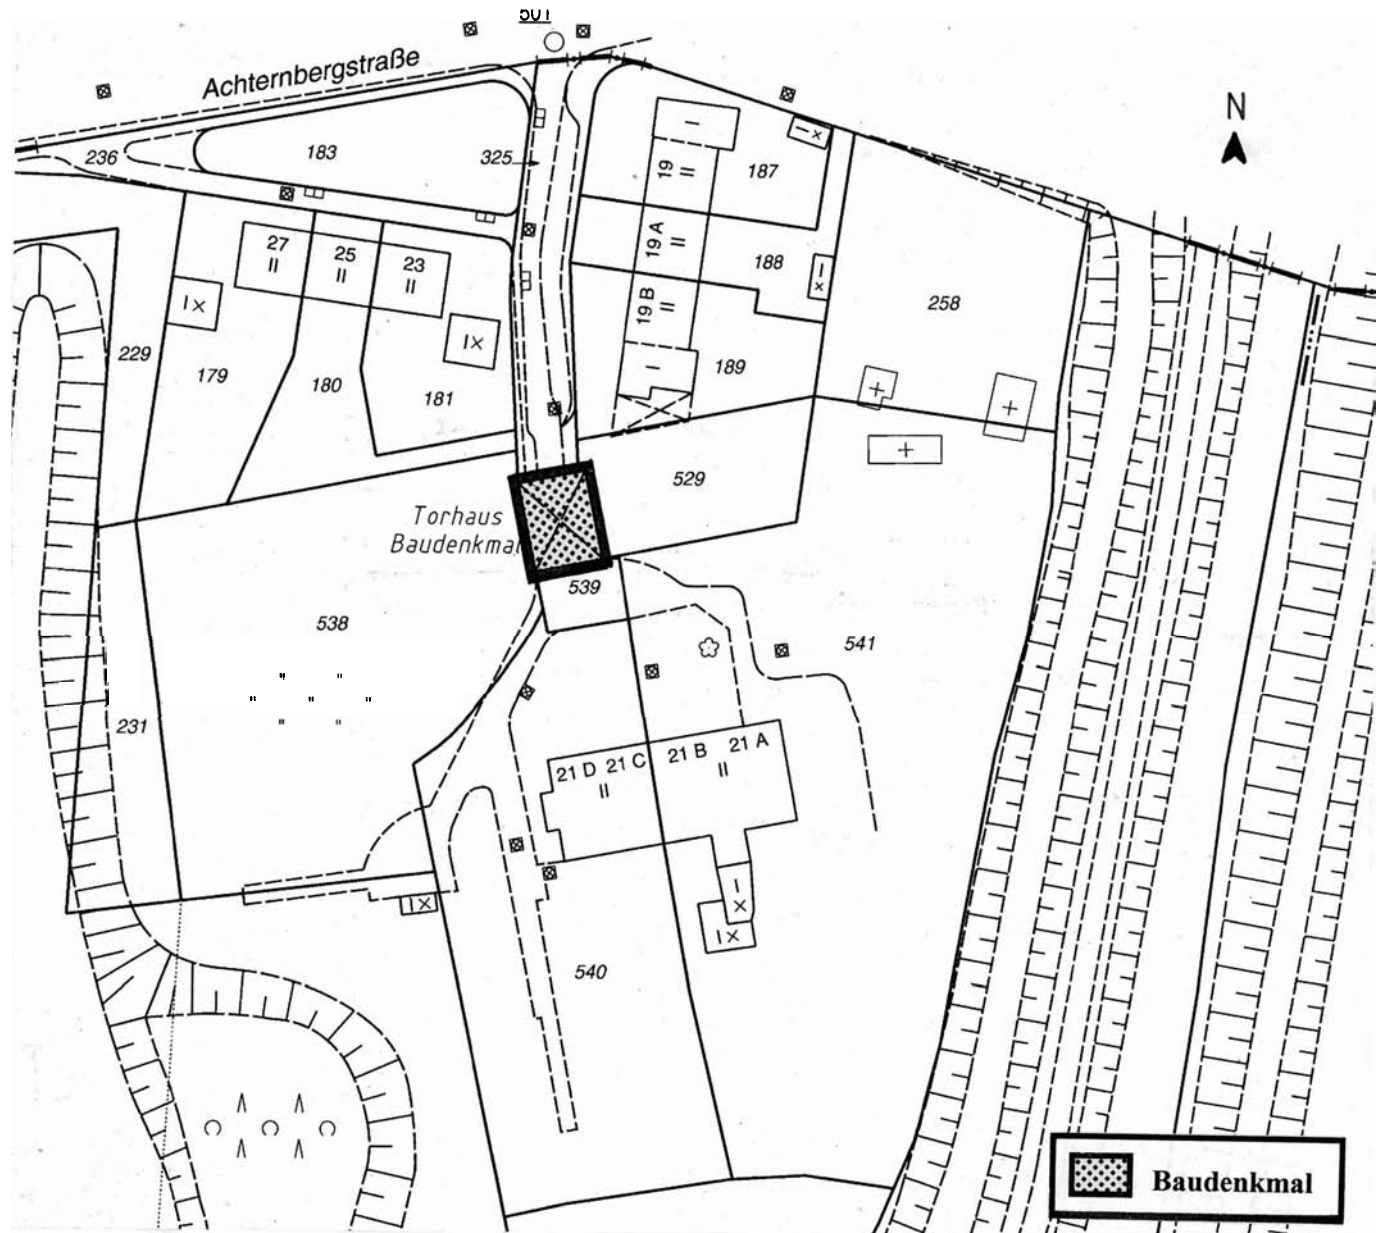 501
Achternbergstraße
N
236
183
325
19
II
187
I x
27
II
25
II
23
II
19 A
II
188
I x
258
I x
229
19 B
II
I x
179
180
181
I
189
529
Torhaus
Baudenkmal
539
538
541
231
21 D 21 C 21 B 21 A
II
II
I x
I x
I x
540
Baudenkmal